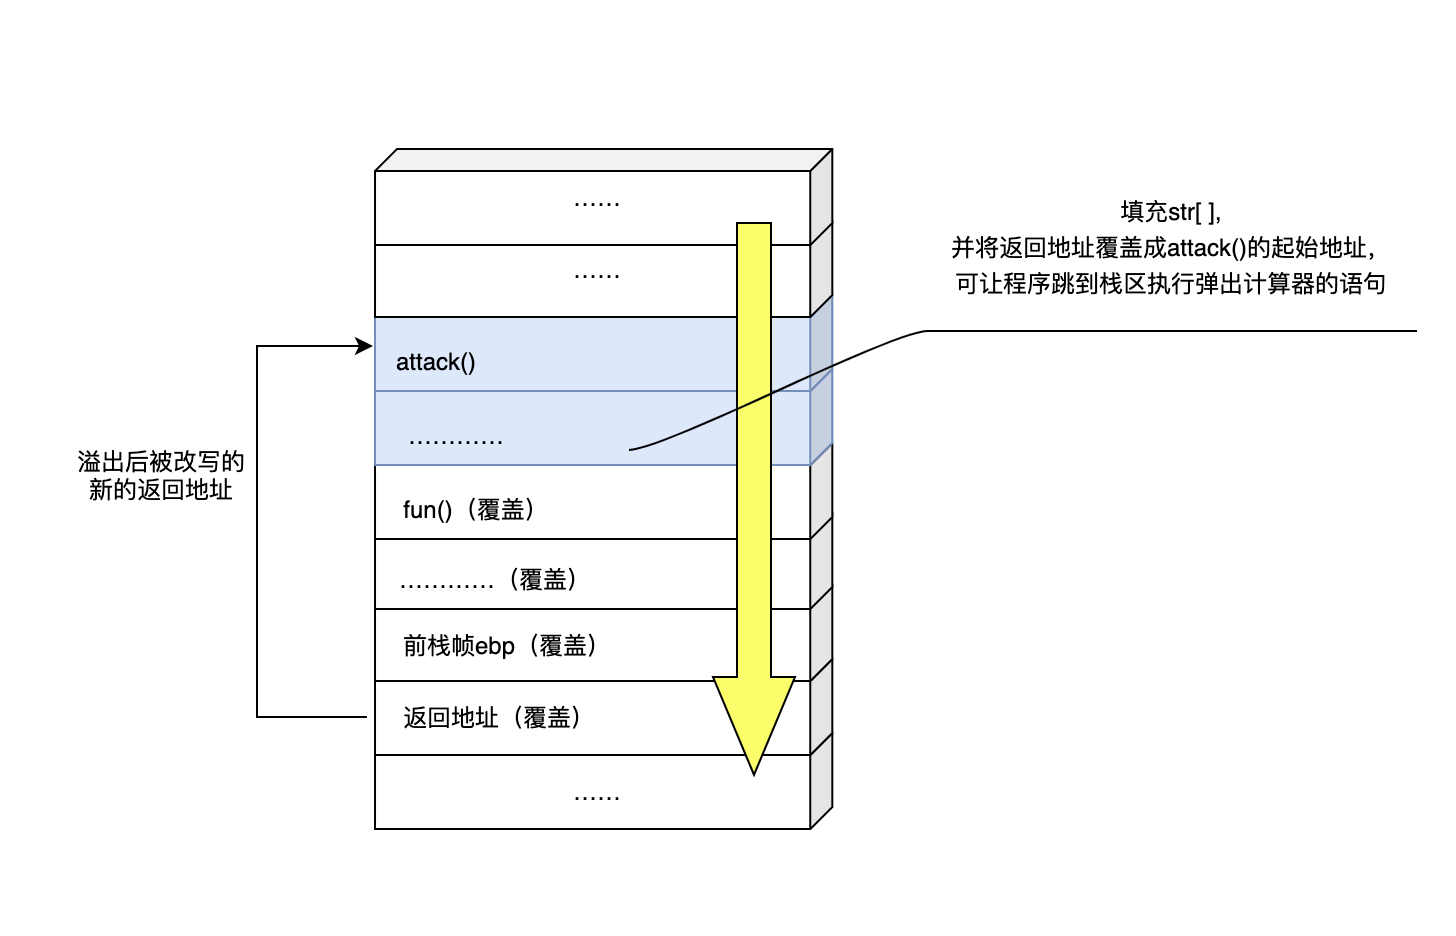 ……
……
填充str[ ],
并将返回地址覆盖成attack()的起始地址，
可让程序跳到栈区执行弹出计算器的语句
attack()
…………
溢出后被改写的
新的返回地址
fun()（覆盖）
…………（覆盖）
前栈帧ebp（覆盖）
返回地址（覆盖）
……